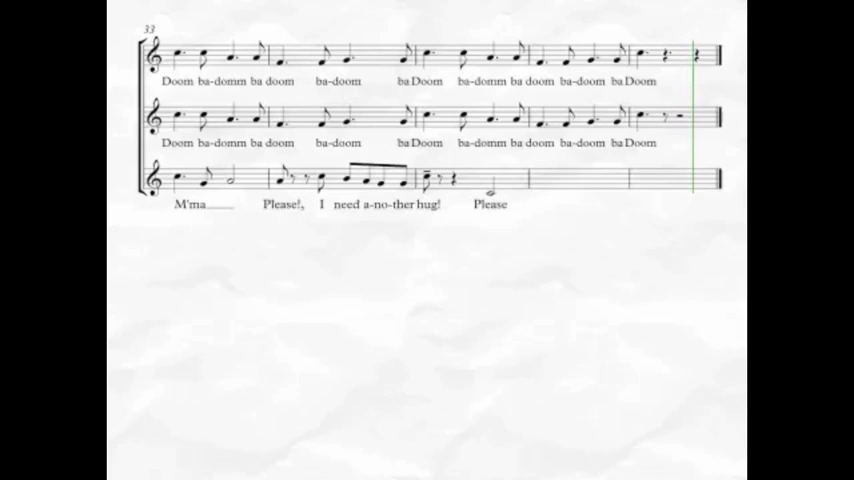 33
Doom ba-domm ba doom ba-doom ba Doom ba-domm ba doom ba-doom ba Doom
Doom ba-domm ba doom ba-doom ba Doom ba-domm ba doom ba-doom ba Doom
M'ma____ Please!, I need a-no-ther hug! Please